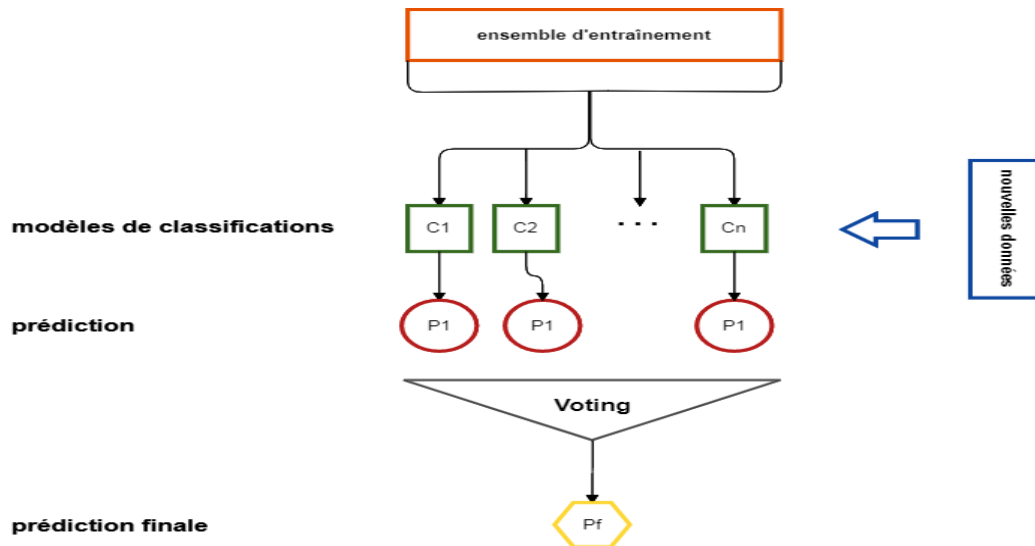 ensemble d'entraînement
modèles de classifications
C1
C2
...
Cn
nouvelles données
prédiction
P1
P1
P1
Voting
prédiction finale
Pf